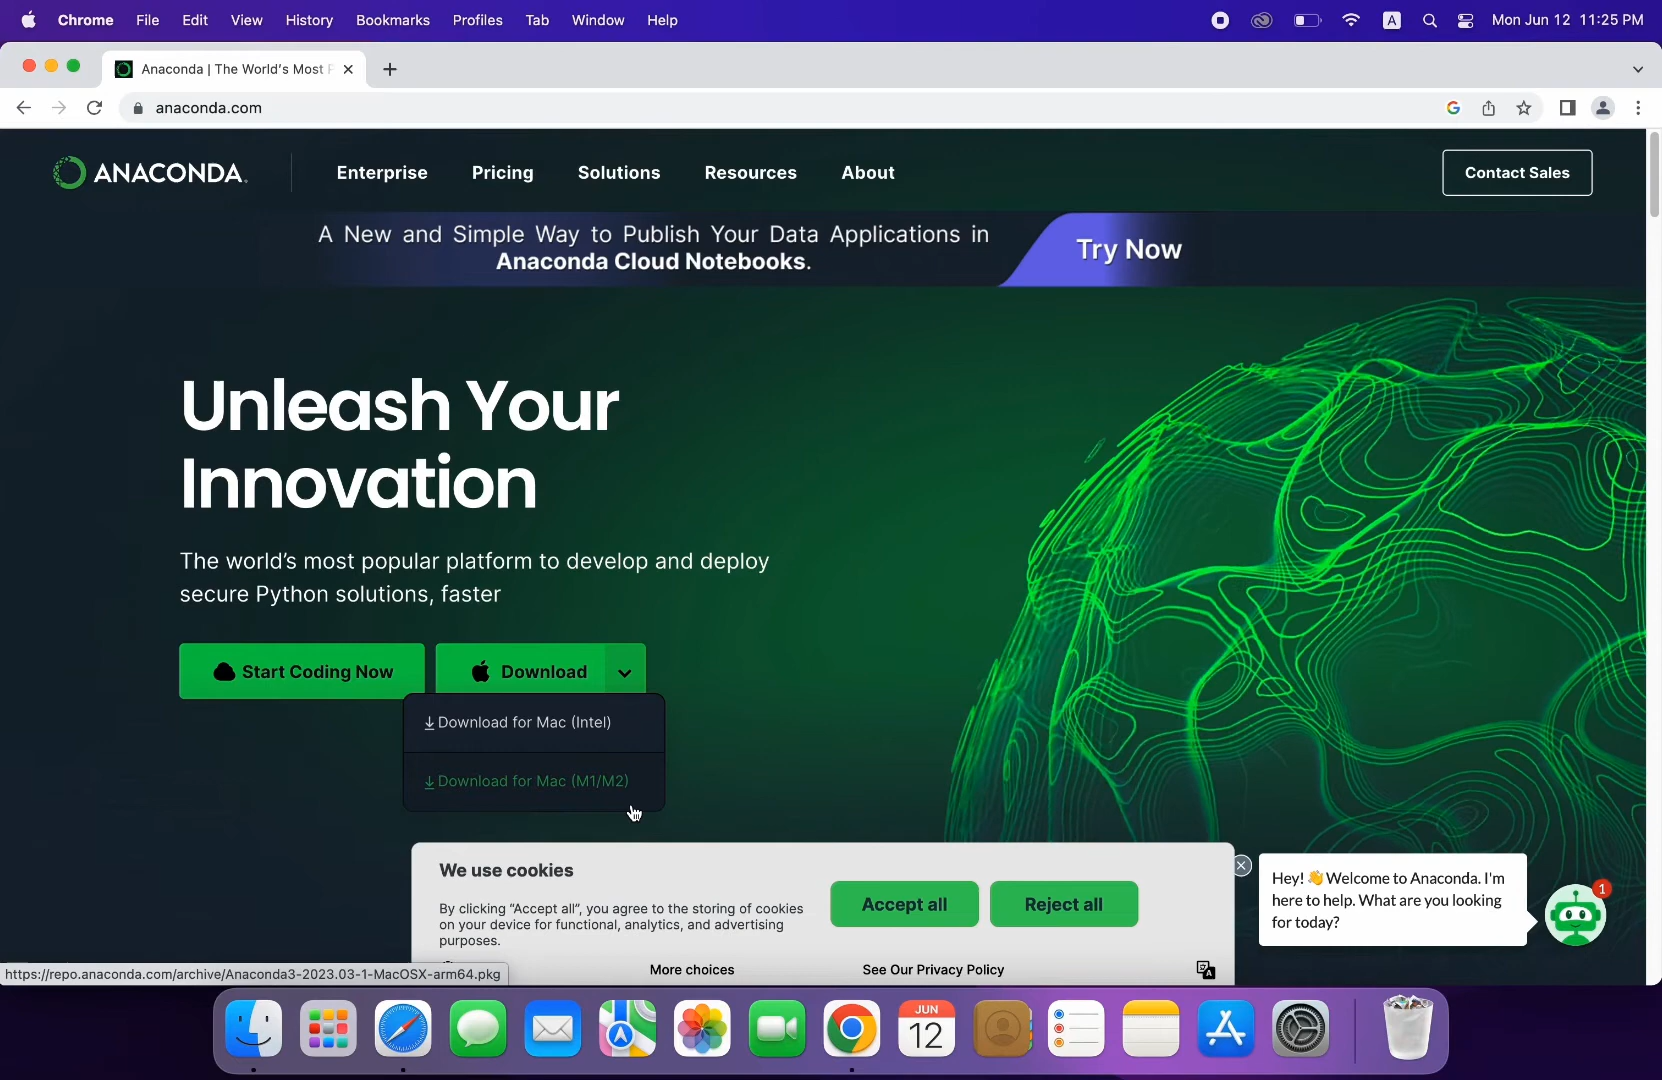 Chrome File Edit View History Bookmarks Profiles Tab Window Help A Mon Jun 12 11:25 PM
Anaconda | The World's Most
anaconda.com G
ANACONDA. Enterprise Pricing Solutions Resources About Contact Sales
A New and Simple Way to Publish Your Data Applications in
Anaconda Cloud Notebooks.
Try Now
Unleash Your
Innovation
The world's most popular platform to develop and deploy
secure Python solutions, faster
Start Coding Now Download
Download for Mac (Intel)
Download for Mac (M1/M2)
We use cookies
By clicking “Accept all”, you agree to the storing of cookies
on your device for functional, analytics, and advertising
purposes.
Accept all Reject all
More choices See Our Privacy Policy
A
Hey! 👋 Welcome to Anaconda. I'm
here to help. What are you looking
for today?
1
https://repo.anaconda.com/archive/Anaconda3-2023.03-1-MacOSX-arm64.pkg
JUN
12